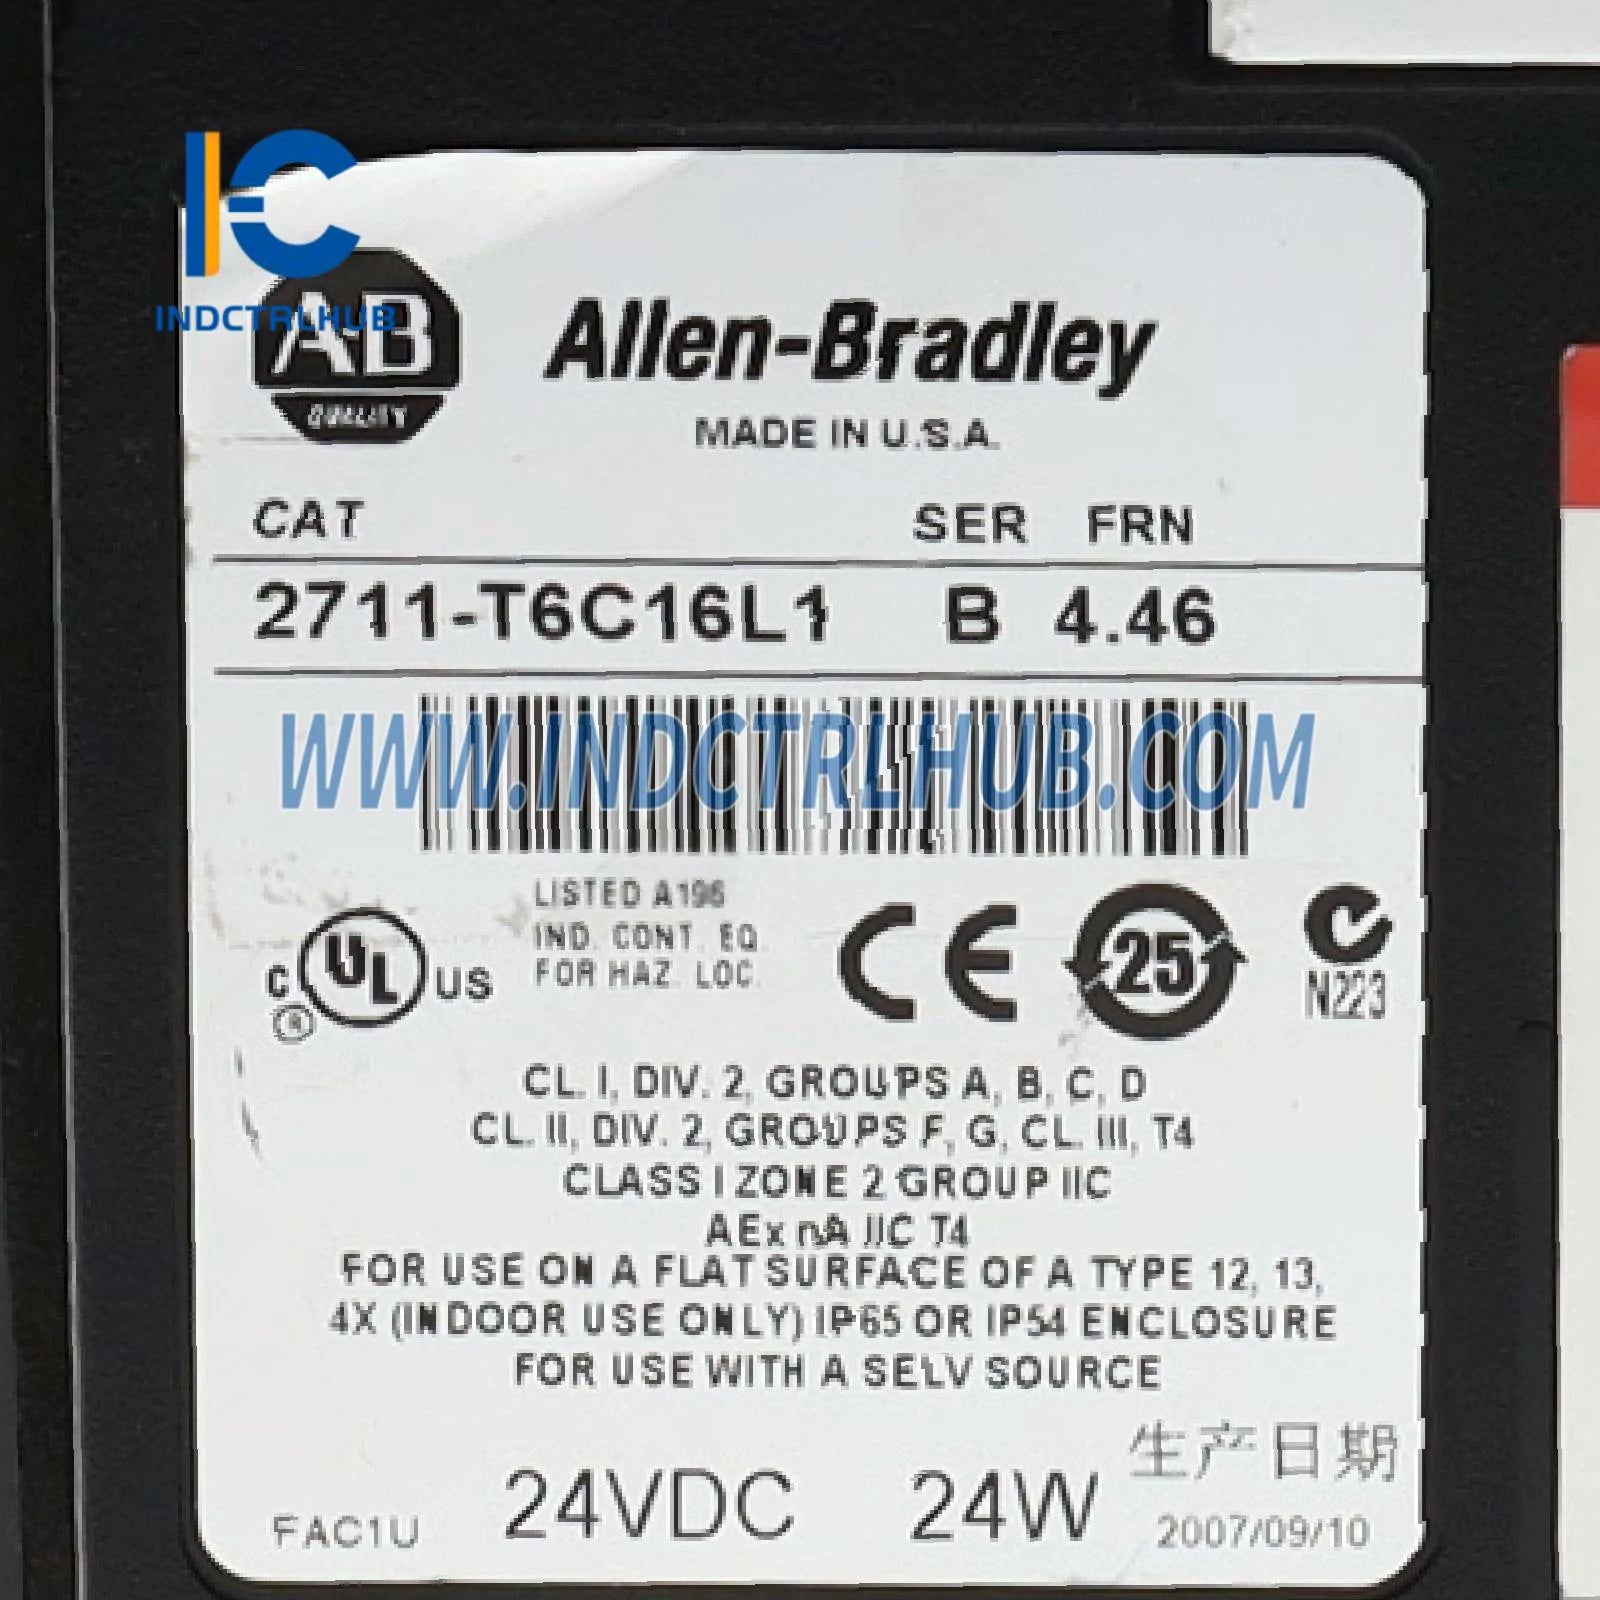 INDCTRLHUB
AB
QUALITY
Allen-Bradley
MADE IN U.S.A.
CAT SER FRN
2711-T6C16L1 B 4.46
WWW.INDCTRLHUB.COM
LISTED A196
IND. CONT. EQ.
FOR HAZ. LOC.
C UL US
CE
25
N223
CL. I, DIV. 2, GROUPS A, B, C, D
CL. II, DIV. 2, GROUPS F, G, CL. III, T4
CLASS I ZONE 2 GROUP IIC
AEx nA IIC T4
FOR USE ON A FLAT SURFACE OF A TYPE 12, 13,
4X (INDOOR USE ONLY) IP65 OR IP54 ENCLOSURE
FOR USE WITH A SELV SOURCE
生产日期
FAC1U 24VDC 24W 2007/09/10